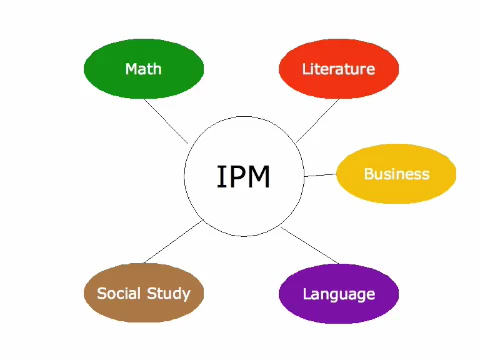 Math
Literature
IPM
Business
Social Study
Language